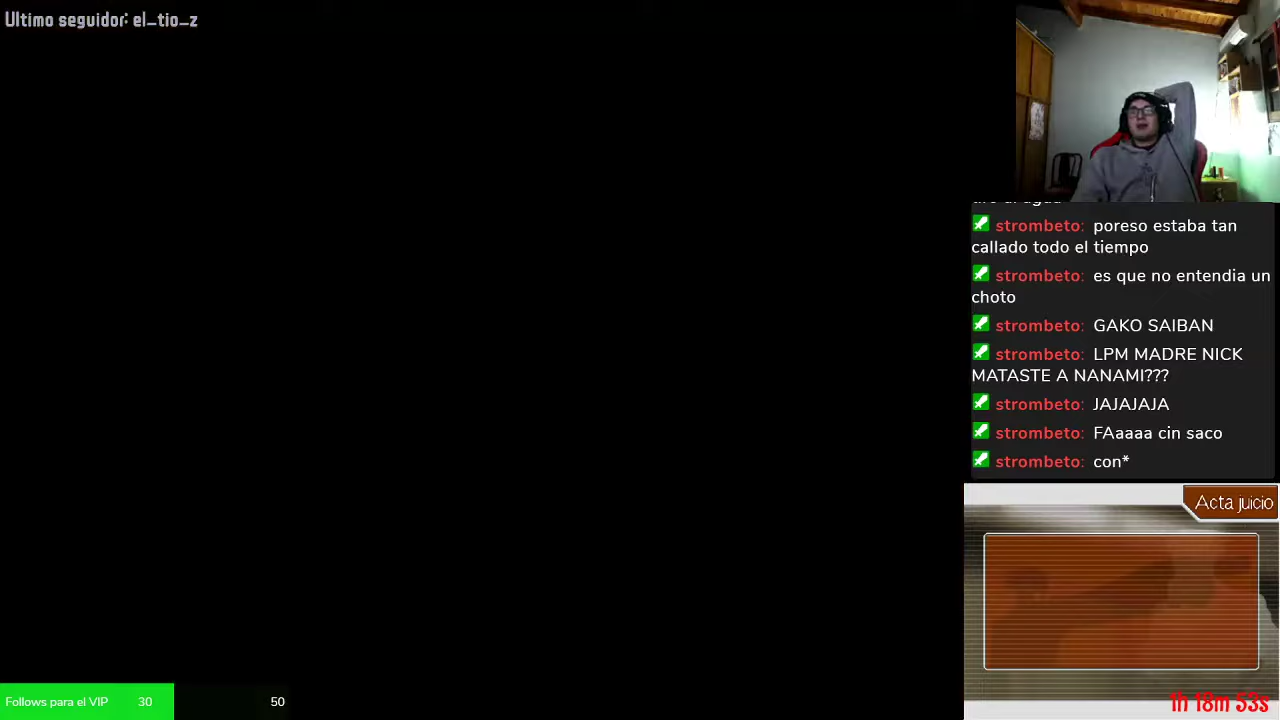 Ultimo seguidor: el_tio_z
strombeto: poreso estaba tan
callado todo el tiempo
strombeto: es que no entendia un
choto
strombeto: GAKO SAIBAN
strombeto: LPM MADRE NICK
MATASTE A NANAMI???
strombeto: JAJAJAJA
strombeto: FAaaaa cin saco
strombeto: con*
Acta juicio
Follows para el VIP 30 50
1h 18m 53s